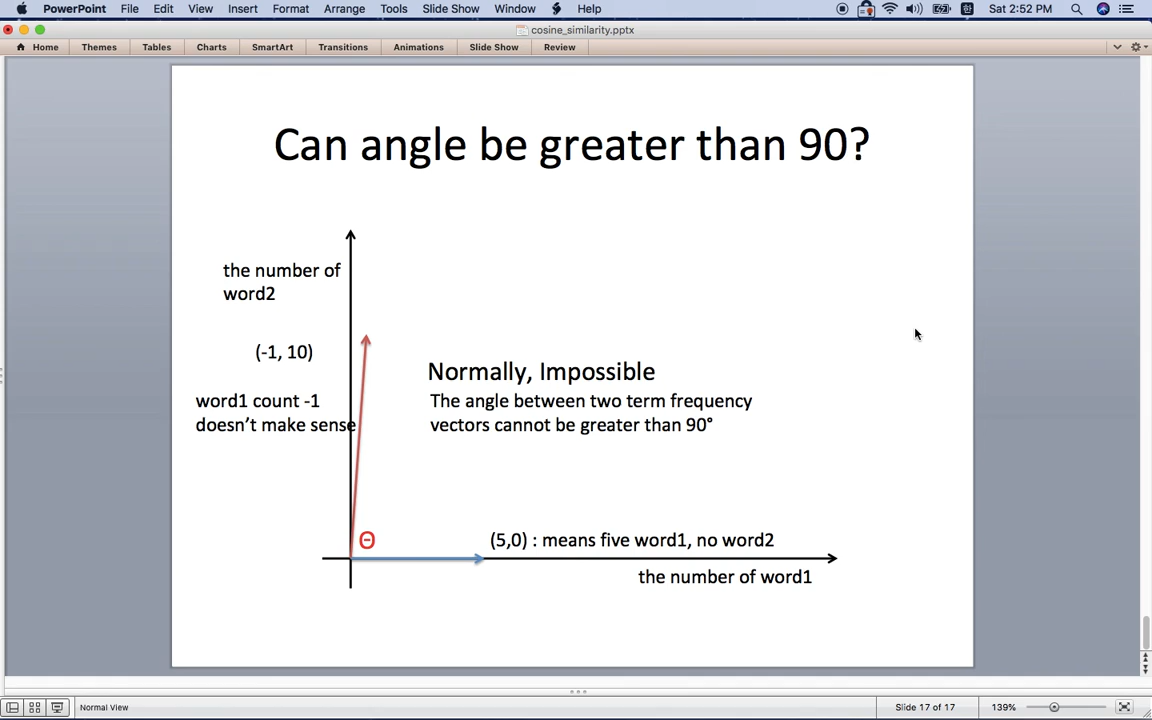 PowerPoint File Edit View Insert Format Arrange Tools Slide Show Window Help Sat 2:52 PM
cosine_similarity.pptx
Home Themes Tables Charts SmartArt Transitions Animations Slide Show Review
Can angle be greater than 90?
the number of
word2
(-1, 10)
word1 count -1
doesn't make sense
Normally, Impossible
The angle between two term frequency
vectors cannot be greater than 90°
Θ
(5,0) : means five word1, no word2
the number of word1
Normal View Slide 17 of 17 139%